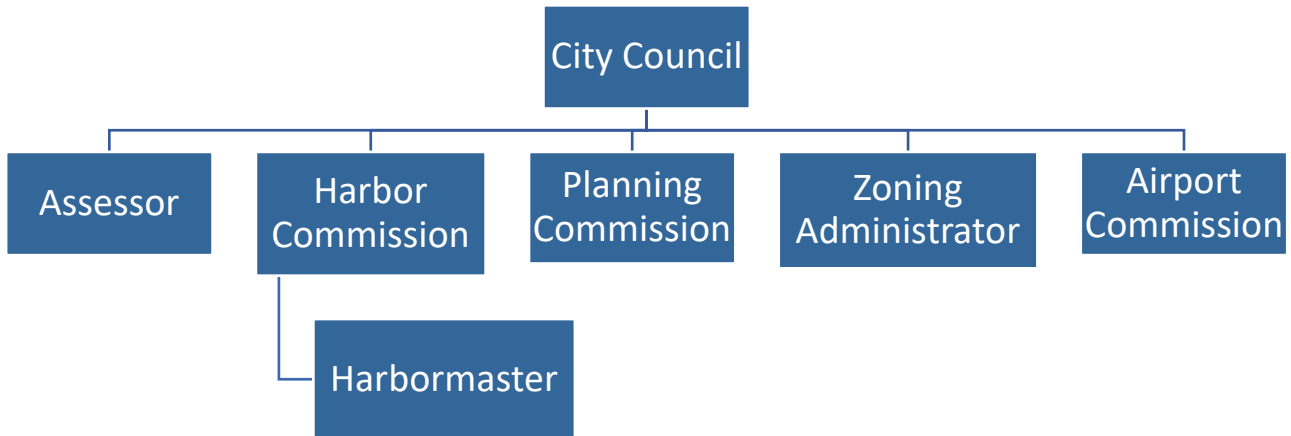 City Council
Assessor
Harbor
Commission
Planning
Commission
Zoning
Administrator
Airport
Commission
Harbormaster